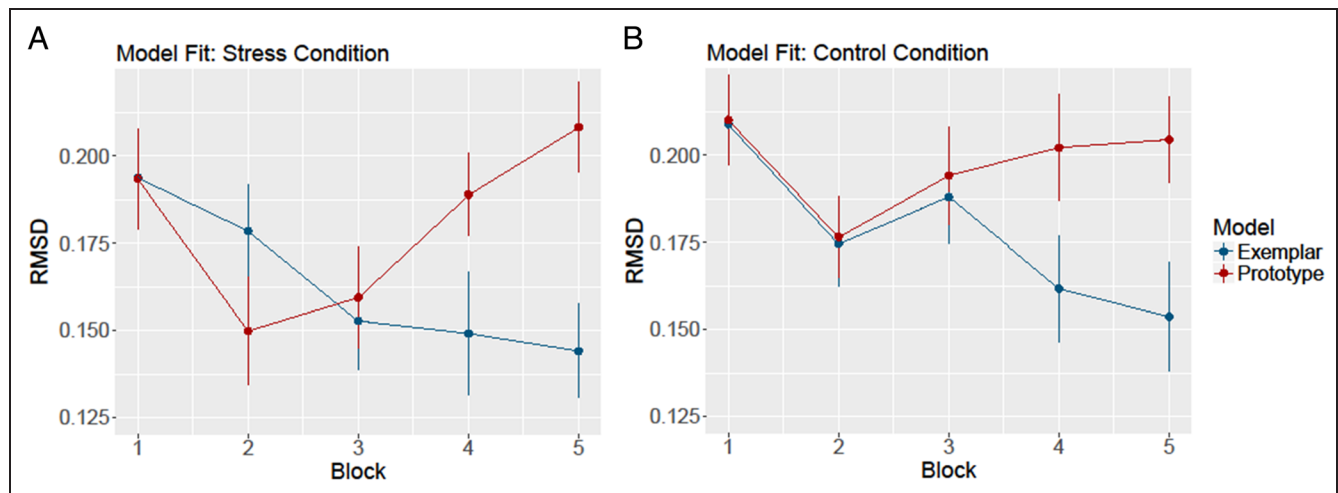 A
Model Fit: Stress Condition
RMSD
0.200
0.175
0.150
0.125
1 2 3 4 5
Block
B
Model Fit: Control Condition
RMSD
0.200
0.175
0.150
0.125
1 2 3 4 5
Block
Model
Exemplar
Prototype